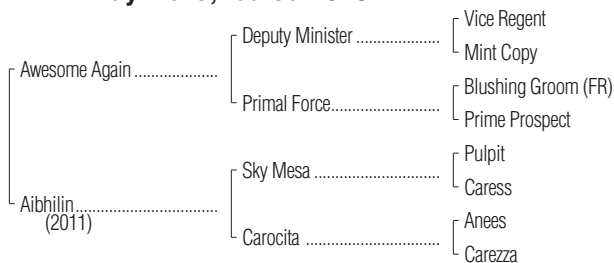 Vice Regent
Deputy Minister ....................
Mint Copy
Awesome Again ....................
Blushing Groom (FR)
Primal Force..........................
Prime Prospect
Pulpit
Sky Mesa ..............................
Caress
Aibhilin..................................
(2011)
Anees
Carocita ................................
Carezza